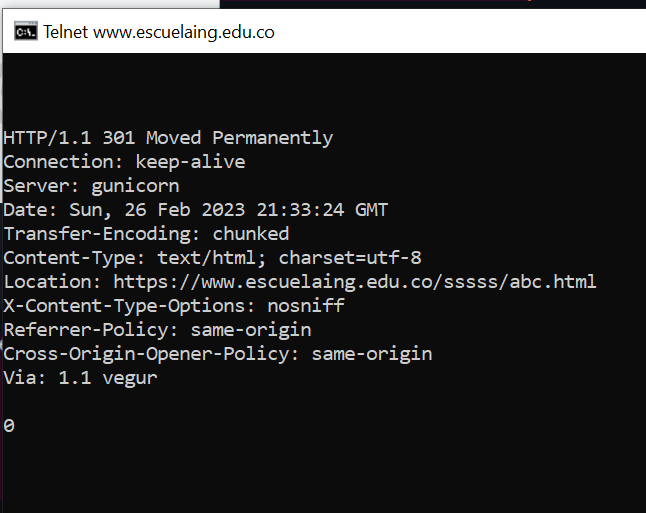 C:\.
Telnet www.escuelaing.edu.co
HTTP/1.1 301 Moved Permanently
Connection: keep-alive
Server: gunicorn
Date: Sun, 26 Feb 2023 21:33:24 GMT
Transfer-Encoding: chunked
Content-Type: text/html; charset=utf-8
Location: https://www.escuelaing.edu.co/sssss/abc.html
X-Content-Type-Options: nosniff
Referrer-Policy: same-origin
Cross-Origin-Opener-Policy: same-origin
Via: 1.1 vegur
0